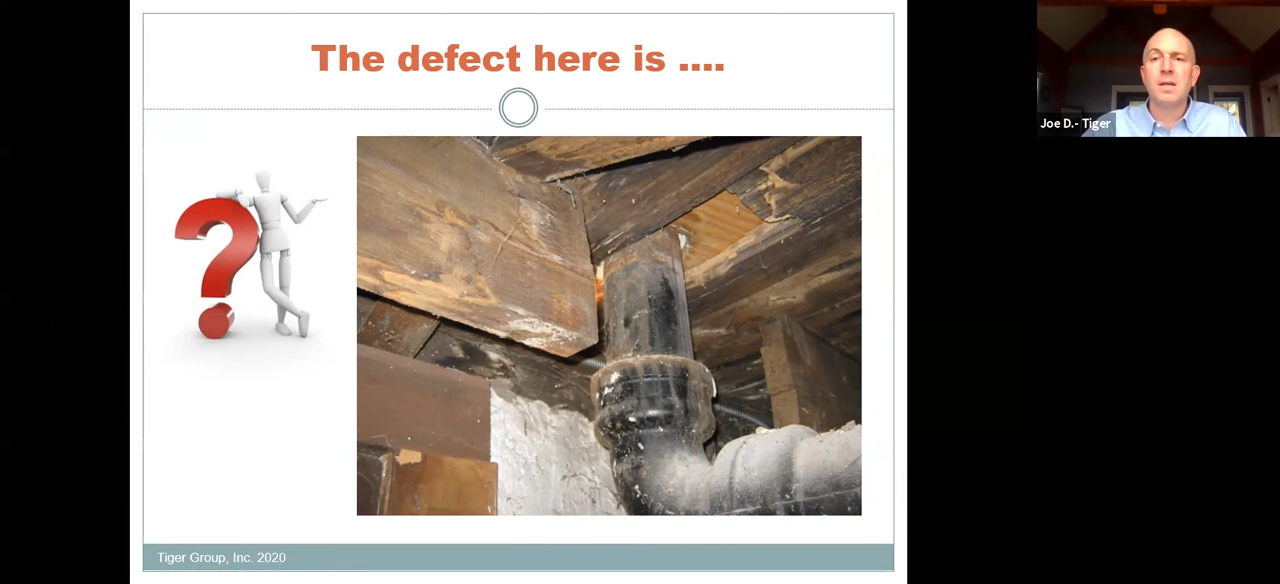 The defect here is ....
Joe D.- Tiger
Tiger Group, Inc. 2020